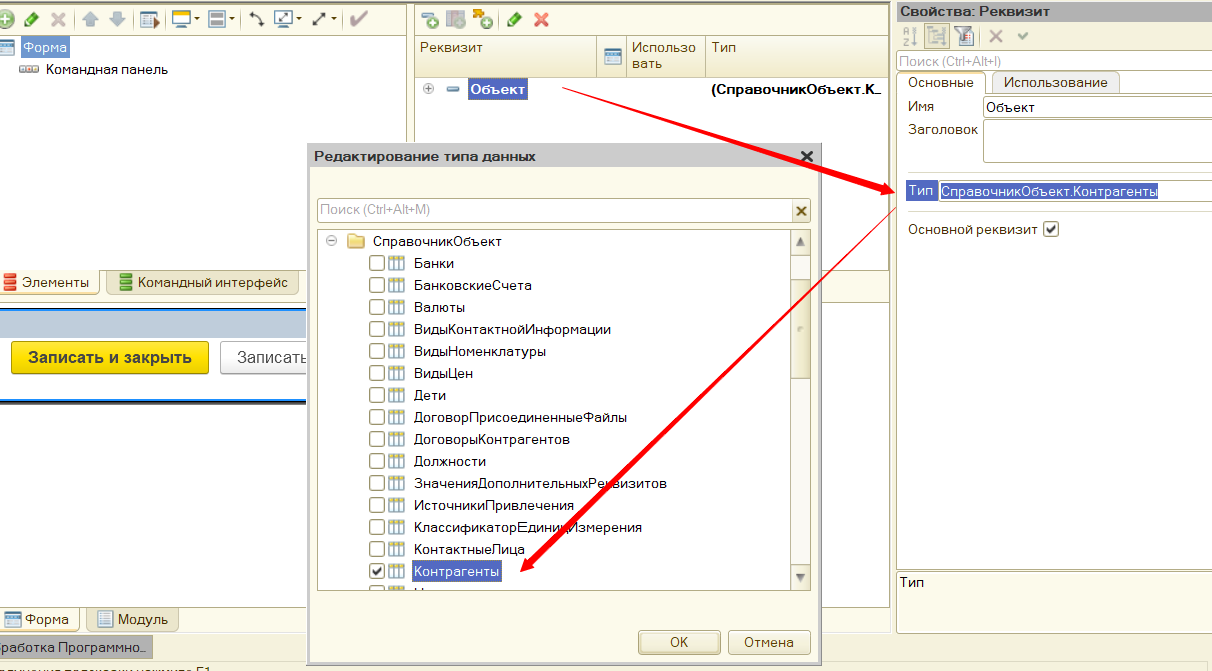 Форма
Командная панель
Элементы
Командный интерфейс
Реквизит
Использо
вать
Тип
Объект
(СправочникОбъект.К...
Свойства: Реквизит
Поиск (Ctrl+Alt+I)
Основные
Использование
Имя
Объект
Заголовок
Тип
СправочникОбъект.Контрагенты
Основной реквизит
Тип
Редактирование типа данных
Поиск (Ctrl+Alt+M)
СправочникОбъект
Банки
БанковскиеСчета
Валюты
ВидыКонтактнойИнформации
ВидыНоменклатуры
ВидыЦен
Дети
ДоговорПрисоединенныеФайлы
ДоговорыКонтрагентов
Должности
ЗначенияДополнительныхРеквизитов
ИсточникиПривлечения
КлассификаторЕдиницИзмерения
КонтактныеЛица
Контрагенты
OK
Отмена
Записать и закрыть
Записать
Форма
Модуль
работка Программно...